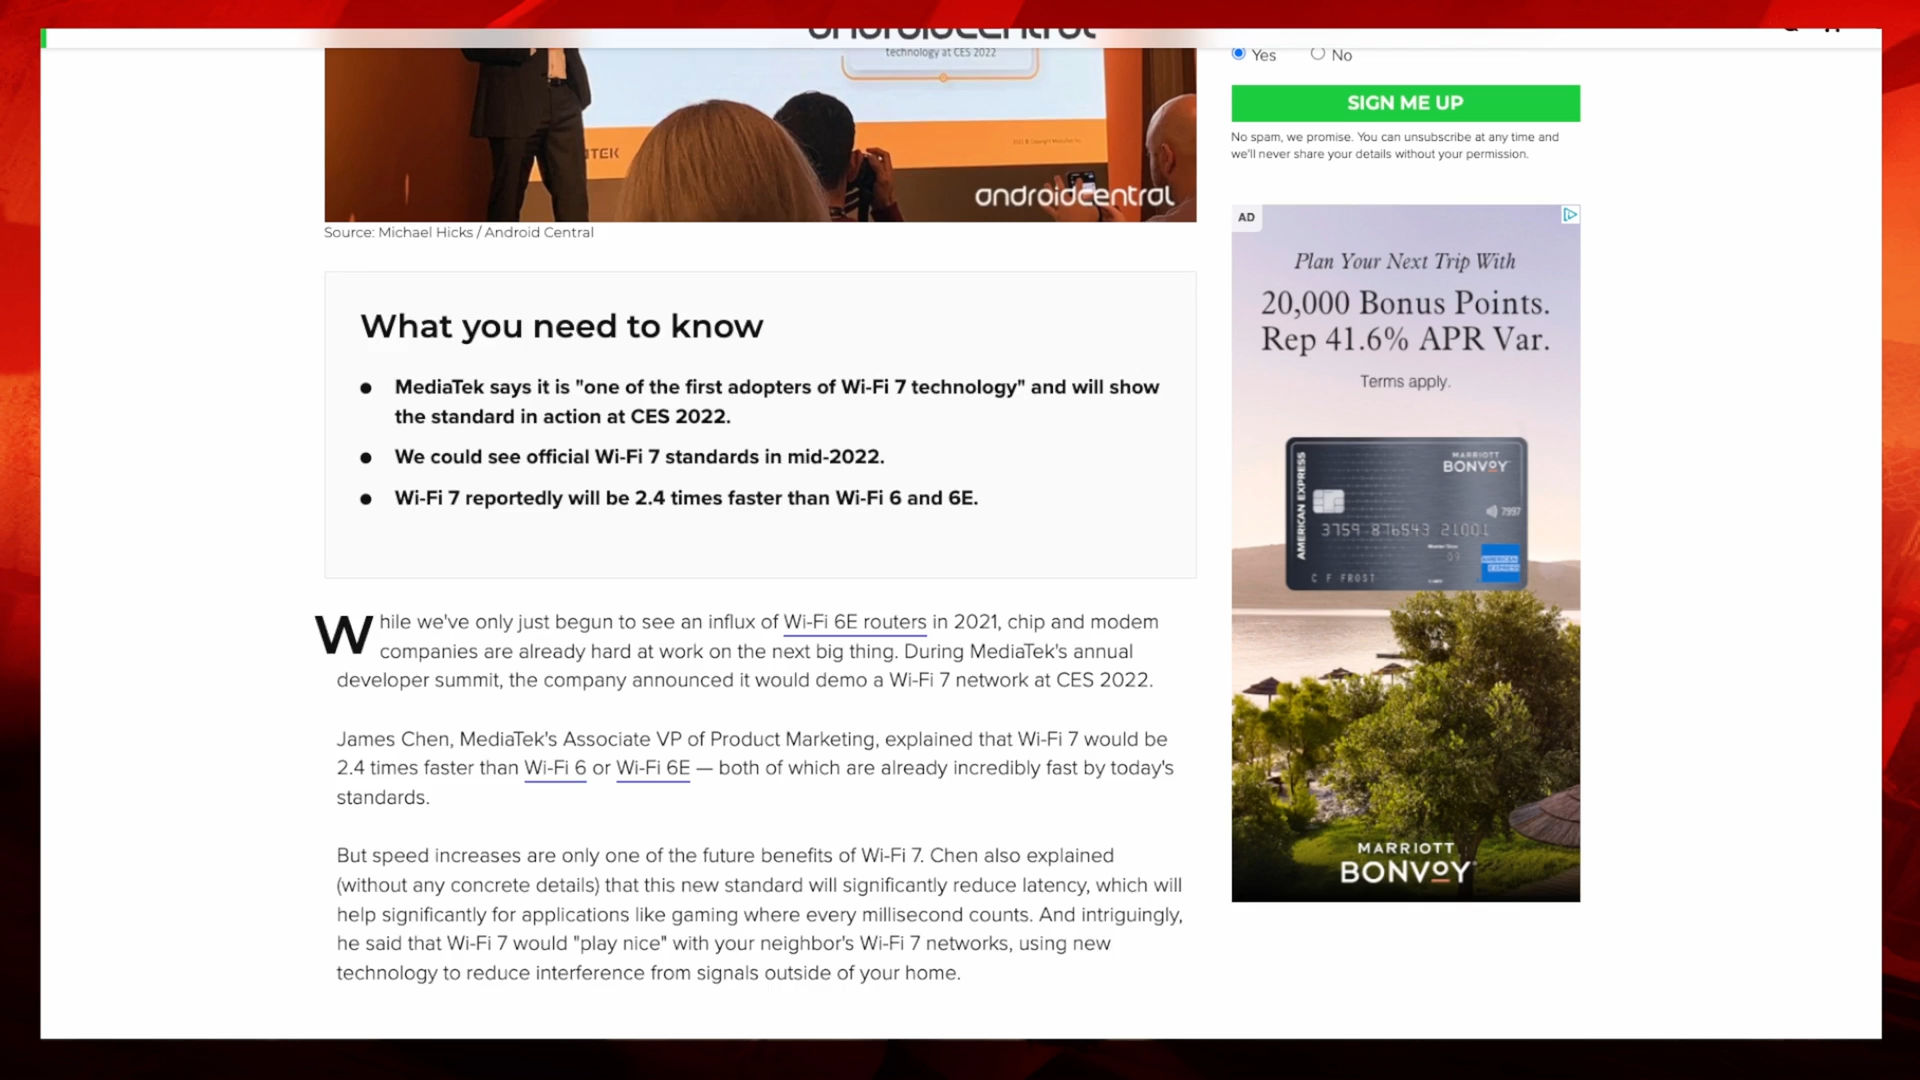 androidcentral
technology at CES 2022
androidcentral
Source: Michael Hicks / Android Central
What you need to know
● MediaTek says it is "one of the first adopters of Wi-Fi 7 technology" and will show
the standard in action at CES 2022.
● We could see official Wi-Fi 7 standards in mid-2022.
● Wi-Fi 7 reportedly will be 2.4 times faster than Wi-Fi 6 and 6E.
While we've only just begun to see an influx of Wi-Fi 6E routers in 2021, chip and modem
companies are already hard at work on the next big thing. During MediaTek's annual
developer summit, the company announced it would demo a Wi-Fi 7 network at CES 2022.
James Chen, MediaTek's Associate VP of Product Marketing, explained that Wi-Fi 7 would be
2.4 times faster than Wi-Fi 6 or Wi-Fi 6E — both of which are already incredibly fast by today's
standards.
But speed increases are only one of the future benefits of Wi-Fi 7. Chen also explained
(without any concrete details) that this new standard will significantly reduce latency, which will
help significantly for applications like gaming where every millisecond counts. And intriguingly,
he said that Wi-Fi 7 would "play nice" with your neighbor's Wi-Fi 7 networks, using new
technology to reduce interference from signals outside of your home.
Yes No
SIGN ME UP
No spam, we promise. You can unsubscribe at any time and
we'll never share your details without your permission.
AD
Plan Your Next Trip With
20,000 Bonus Points.
Rep 41.6% APR Var.
Terms apply.
AMERICAN EXPRESS
MARRIOTT
BONVOY
7997
3759 876543 21001
AMERICAN
EXPRESS
C F FROST
MARRIOTT
BONVOY